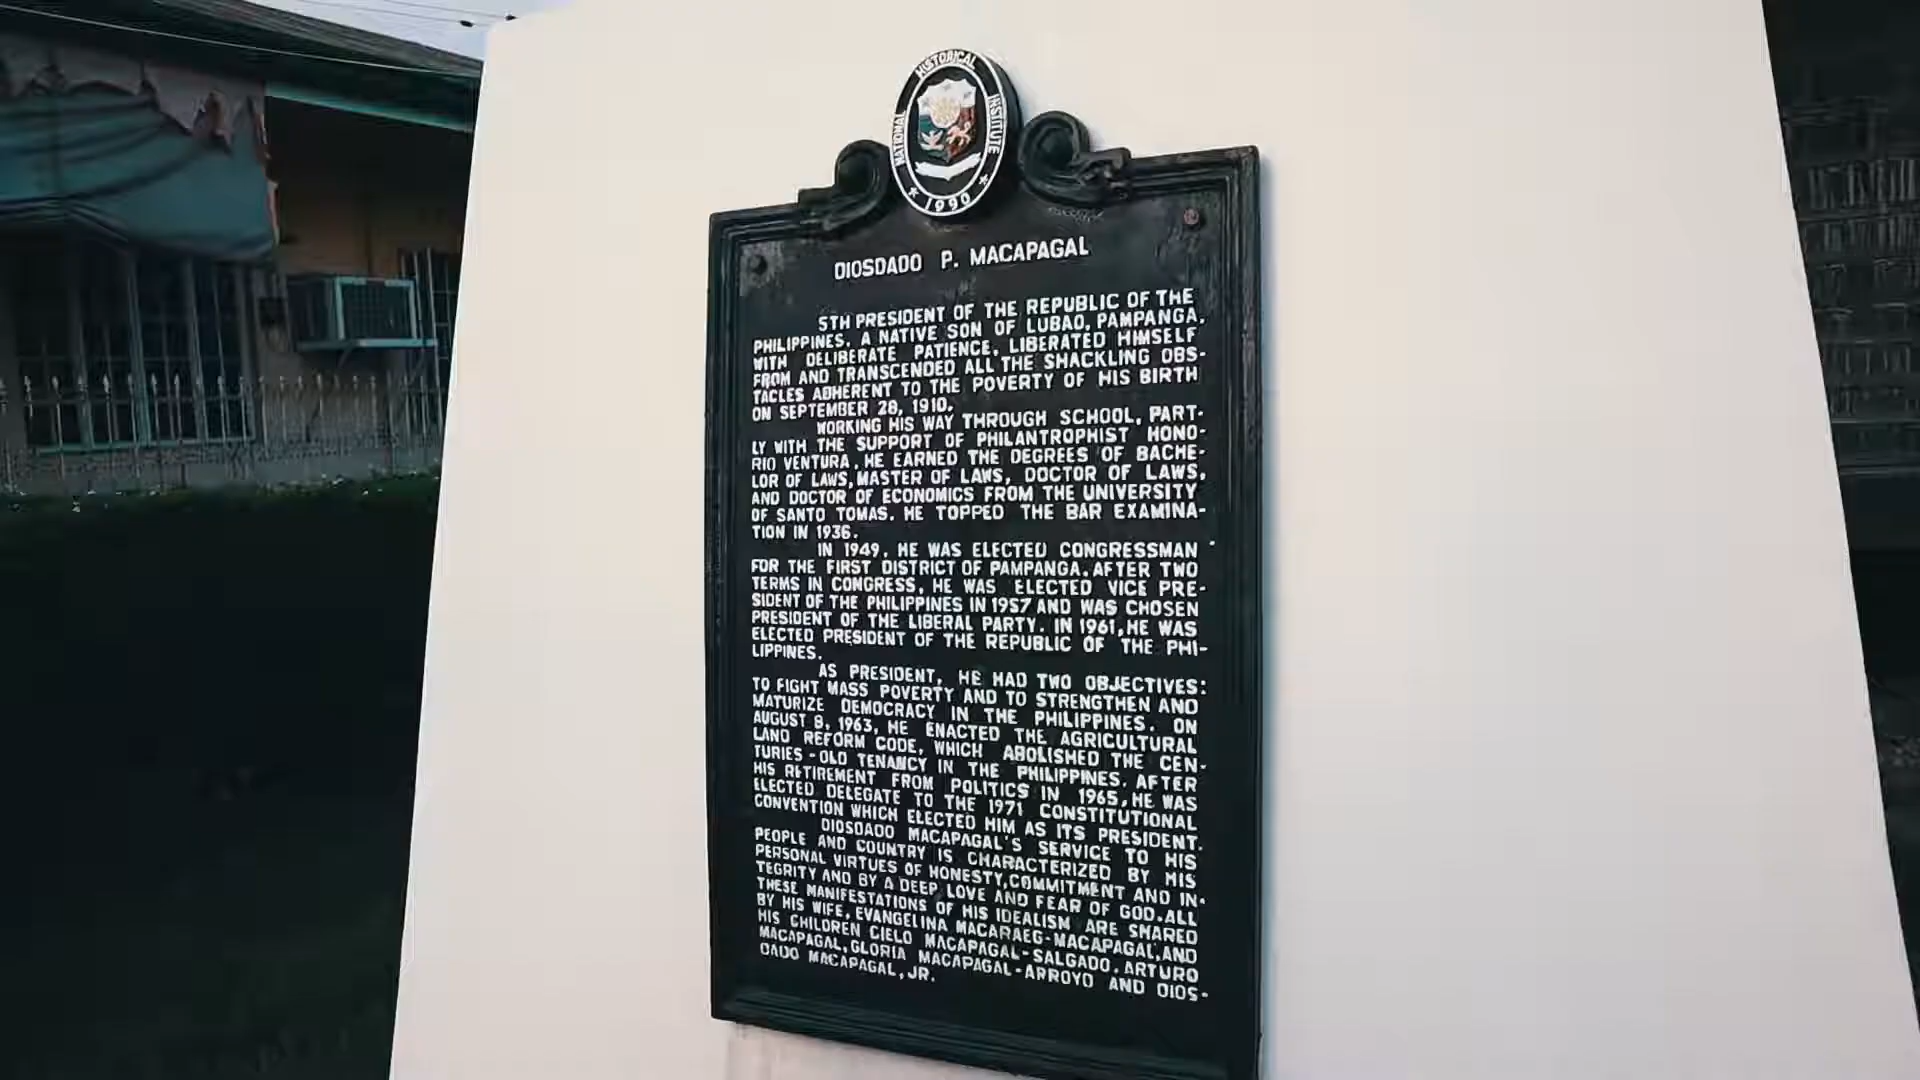 NATIONAL HISTORICAL INSTITUTE
1990
DIOSDADO P. MACAPAGAL
5TH PRESIDENT OF THE REPUBLIC OF THE
PHILIPPINES. A NATIVE SON OF LUBAO, PAMPANGA,
WITH DELIBERATE PATIENCE, LIBERATED HIMSELF
FROM AND TRANSCENDED ALL THE SHACKLING OBS-
TACLES ADHERENT TO THE POVERTY OF HIS BIRTH
ON SEPTEMBER 28, 1910.
WORKING HIS WAY THROUGH SCHOOL, PART-
LY WITH THE SUPPORT OF PHILANTROPHIST HONO-
RIO VENTURA, HE EARNED THE DEGREES OF BACHE-
LOR OF LAWS, MASTER OF LAWS, DOCTOR OF LAWS,
AND DOCTOR OF ECONOMICS FROM THE UNIVERSITY
OF SANTO TOMAS. HE TOPPED THE BAR EXAMINA-
TION IN 1936.
IN 1949, HE WAS ELECTED CONGRESSMAN
FOR THE FIRST DISTRICT OF PAMPANGA. AFTER TWO
TERMS IN CONGRESS, HE WAS ELECTED VICE PRE-
SIDENT OF THE PHILIPPINES IN 1957 AND WAS CHOSEN
PRESIDENT OF THE LIBERAL PARTY. IN 1961, HE WAS
ELECTED PRESIDENT OF THE REPUBLIC OF THE PHI-
LIPPINES.
AS PRESIDENT, HE HAD TWO OBJECTIVES:
TO FIGHT MASS POVERTY AND TO STRENGTHEN AND
MATURIZE DEMOCRACY IN THE PHILIPPINES. ON
AUGUST 8, 1963, HE ENACTED THE AGRICULTURAL
LAND REFORM CODE, WHICH ABOLISHED THE CEN-
TURIES-OLD TENANCY IN THE PHILIPPINES. AFTER
HIS RETIREMENT FROM POLITICS IN 1965, HE WAS
ELECTED DELEGATE TO THE 1971 CONSTITUTIONAL
CONVENTION WHICH ELECTED HIM AS ITS PRESIDENT.
DIOSDADO MACAPAGAL'S SERVICE TO HIS
PEOPLE AND COUNTRY IS CHARACTERIZED BY HIS
PERSONAL VIRTUES OF HONESTY, COMMITMENT AND IN-
TEGRITY AND BY A DEEP LOVE AND FEAR OF GOD. ALL
THESE MANIFESTATIONS OF HIS IDEALISM ARE SHARED
BY HIS WIFE, EVANGELINA MACARAEG-MACAPAGAL, AND
HIS CHILDREN CIELO MACAPAGAL-SALGADO, ARTURO
MACAPAGAL, GLORIA MACAPAGAL-ARROYO AND DIOS-
DADO MACAPAGAL, JR.